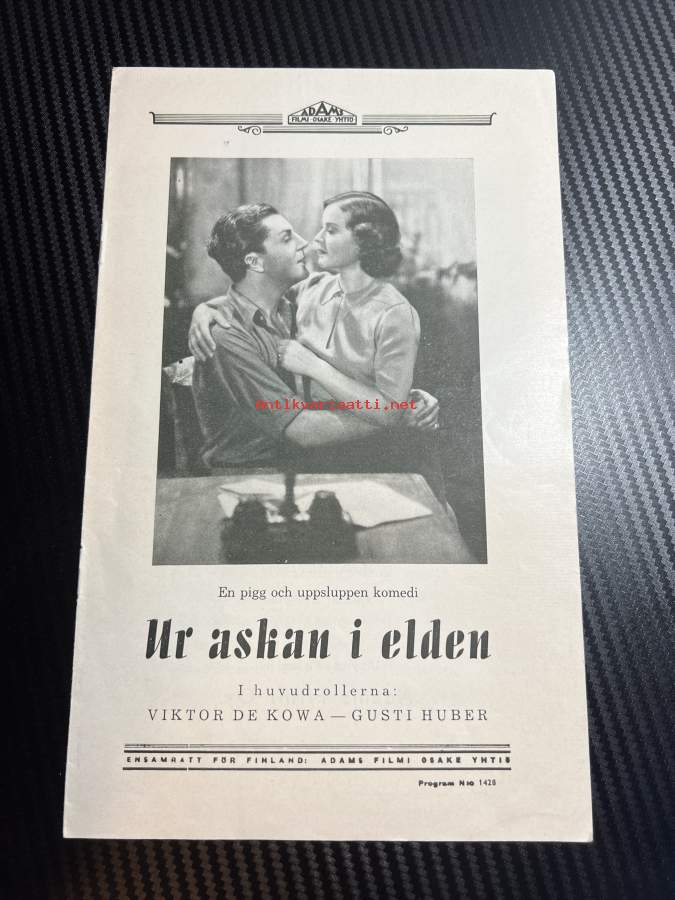 ADAMS
FILMI · OSAKE YHTIÖ
antikvariaatti.net
En pigg och uppsluppen komedi
Ur askan i elden
I huvudrollerna:
VIKTOR DE KOWA — GUSTI HUBER
ENSAMRÄTT FÖR FINLAND: ADAMS FILMI OSAKE YHTIÖ
Program N:o 1426